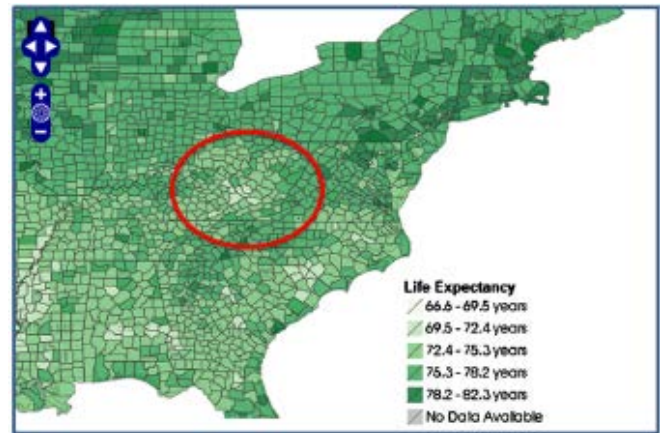 Life Expectancy
66.6 - 69.5 years
69.5 - 72.4 years
72.4 - 75.3 years
75.3 - 78.2 years
78.2 - 82.3 years
No Data Available